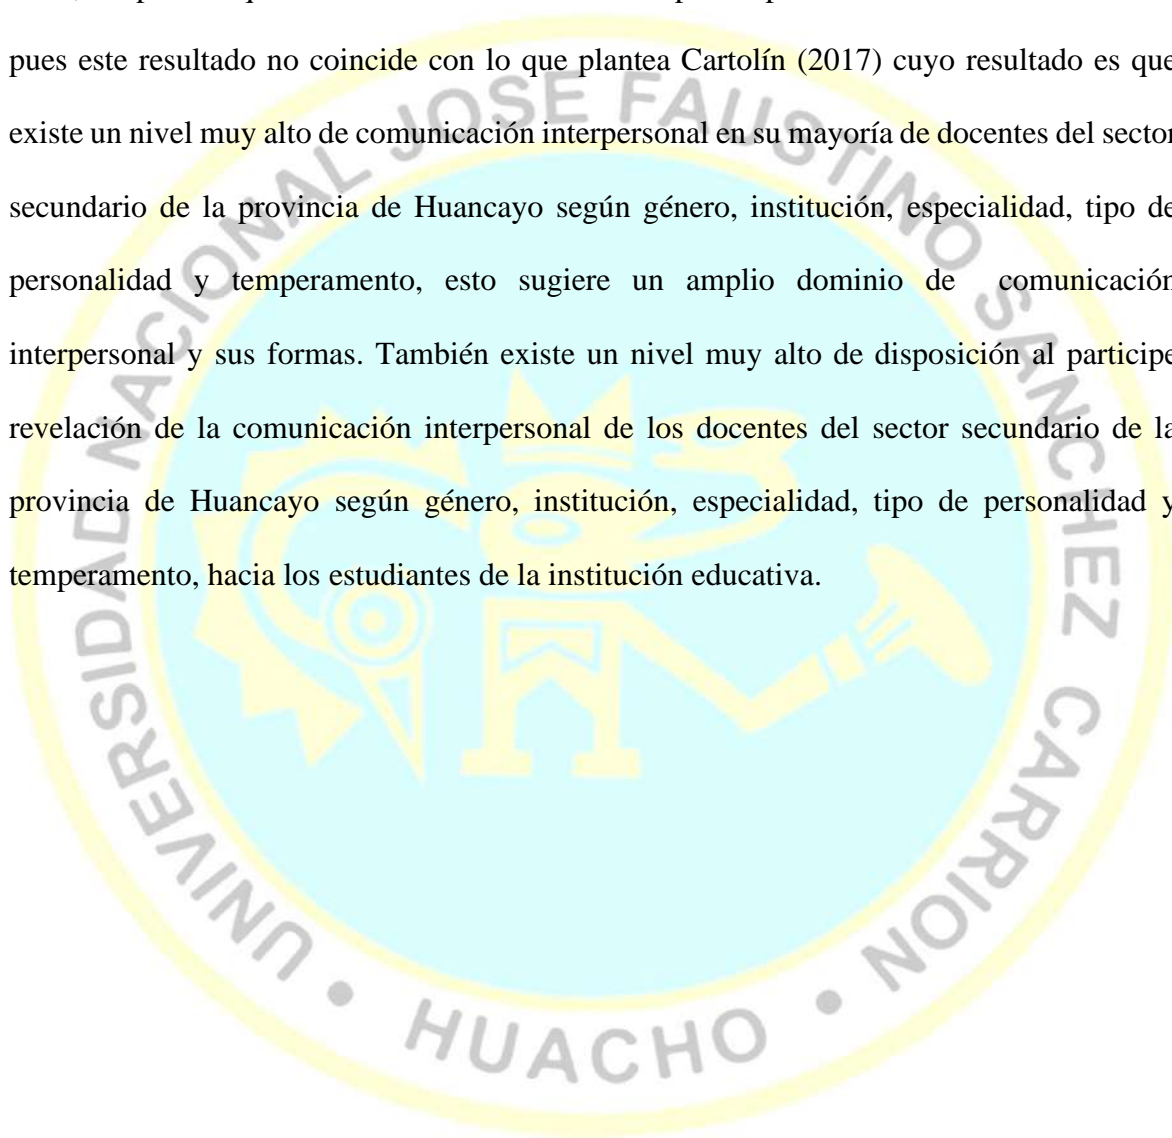 pues este resultado no coincide con lo que plantea Cartolín (2017) cuyo resultado es que
existe un nivel muy alto de comunicación interpersonal en su mayoría de docentes del sector
secundario de la provincia de Huancayo según género, institución, especialidad, tipo de
personalidad y temperamento, esto sugiere un amplio dominio de comunicación
interpersonal y sus formas. También existe un nivel muy alto de disposición al participe
revelación de la comunicación interpersonal de los docentes del sector secundario de la
provincia de Huancayo según género, institución, especialidad, tipo de personalidad y
temperamento, hacia los estudiantes de la institución educativa.
UNIVERSIDAD NACIONAL JOSE FAUSTINO SANCHEZ CARRION • HUACHO •